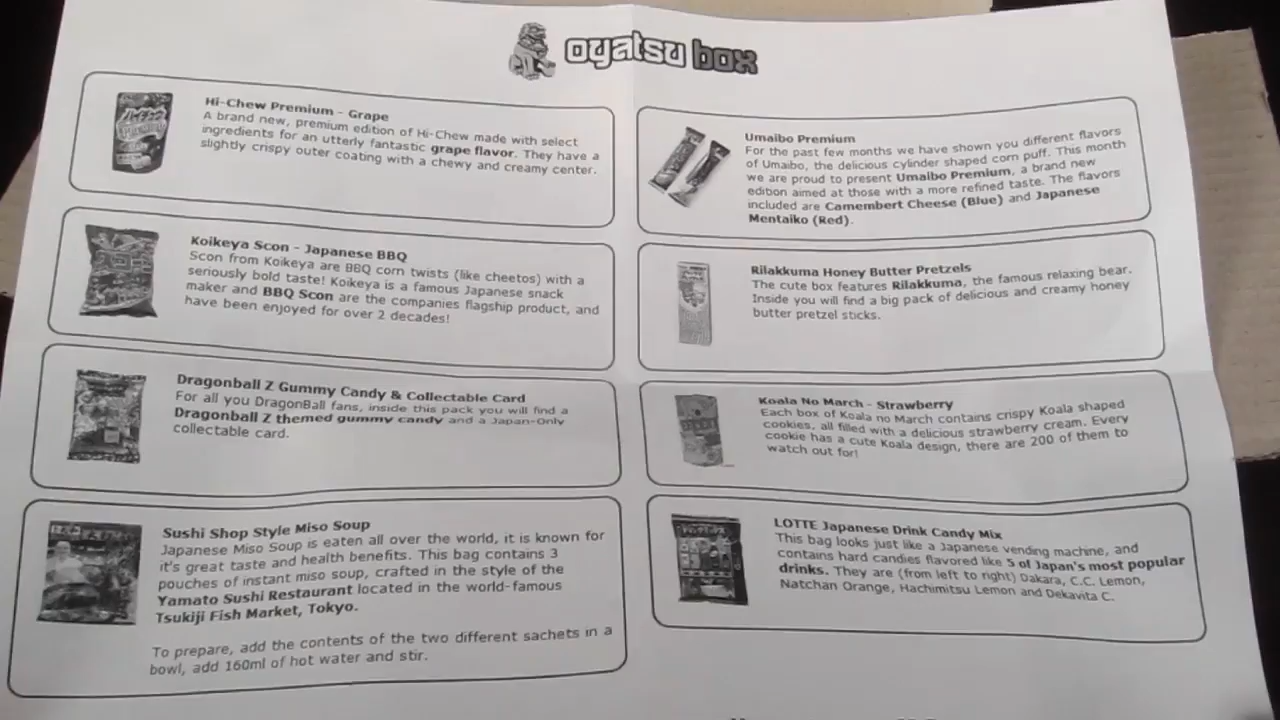 oyatsu box
Hi-Chew Premium - Grape
A brand new, premium edition of Hi-Chew made with select
ingredients for an utterly fantastic grape flavor. They have a
slightly crispy outer coating with a chewy and creamy center.
Koikeya Scon - Japanese BBQ
Scon from Koikeya are BBQ corn twists (like cheetos) with a
seriously bold taste! Koikeya is a famous Japanese snack
maker and BBQ Scon are the companies flagship product, and
have been enjoyed for over 2 decades!
Dragonball Z Gummy Candy & Collectable Card
For all you DragonBall fans, inside this pack you will find a
Dragonball Z themed gummy candy and a Japan-Only
collectable card.
Sushi Shop Style Miso Soup
Japanese Miso Soup is eaten all over the world, it is known for
it's great taste and health benefits. This bag contains 3
pouches of instant miso soup, crafted in the style of the
Yamato Sushi Restaurant located in the world-famous
Tsukiji Fish Market, Tokyo.
To prepare, add the contents of the two different sachets in a
bowl, add 160ml of hot water and stir.
Umaibo Premium
For the past few months we have shown you different flavors
of Umaibo, the delicious cylinder shaped corn puff. This month
we are proud to present Umaibo Premium, a brand new
edition aimed at those with a more refined taste. The flavors
included are Camembert Cheese (Blue) and Japanese
Mentaiko (Red).
Rilakkuma Honey Butter Pretzels
The cute box features Rilakkuma, the famous relaxing bear.
Inside you will find a big pack of delicious and creamy honey
butter pretzel sticks.
Koala No March - Strawberry
Each box of Koala no March contains crispy Koala shaped
cookies, all filled with a delicious strawberry cream. Every
cookie has a cute Koala design, there are 200 of them to
watch out for!
LOTTE Japanese Drink Candy Mix
This bag looks just like a Japanese vending machine, and
contains hard candies flavored like 5 of Japan's most popular
drinks. They are (from left to right) Dakara, C.C. Lemon,
Natchan Orange, Hachimitsu Lemon and Dekavita C.